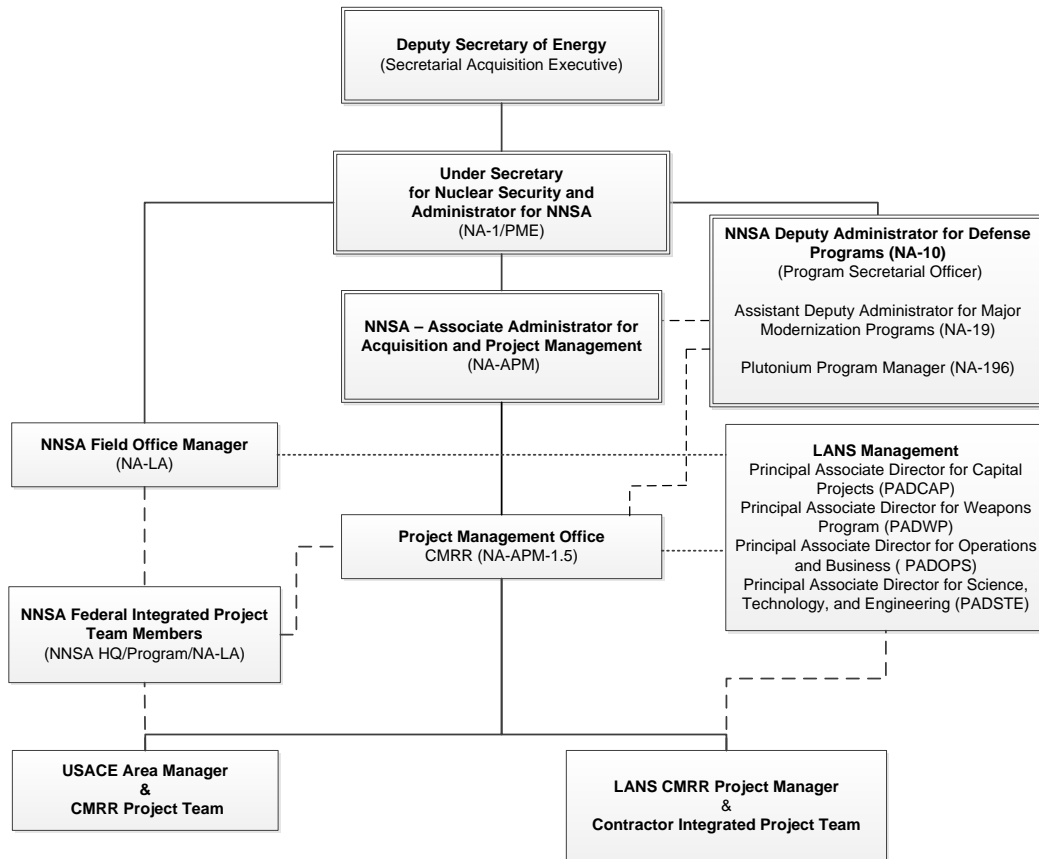 Deputy Secretary of Energy
(Secretarial Acquisition Executive)
Under Secretary
for Nuclear Security and
Administrator for NNSA
(NA-1/PME)
NNSA Deputy Administrator for Defense
Programs (NA-10)
(Program Secretarial Officer)
Assistant Deputy Administrator for Major
Modernization Programs (NA-19)
Plutonium Program Manager (NA-196)
NNSA – Associate Administrator for
Acquisition and Project Management
(NA-APM)
NNSA Field Office Manager
(NA-LA)
LANS Management
Principal Associate Director for Capital
Projects (PADCAP)
Principal Associate Director for Weapons
Program (PADWP)
Principal Associate Director for Operations
and Business ( PADOPS)
Principal Associate Director for Science,
Technology, and Engineering (PADSTE)
Project Management Office
CMRR (NA-APM-1.5)
NNSA Federal Integrated Project
Team Members
(NNSA HQ/Program/NA-LA)
USACE Area Manager
&
CMRR Project Team
LANS CMRR Project Manager
&
Contractor Integrated Project Team